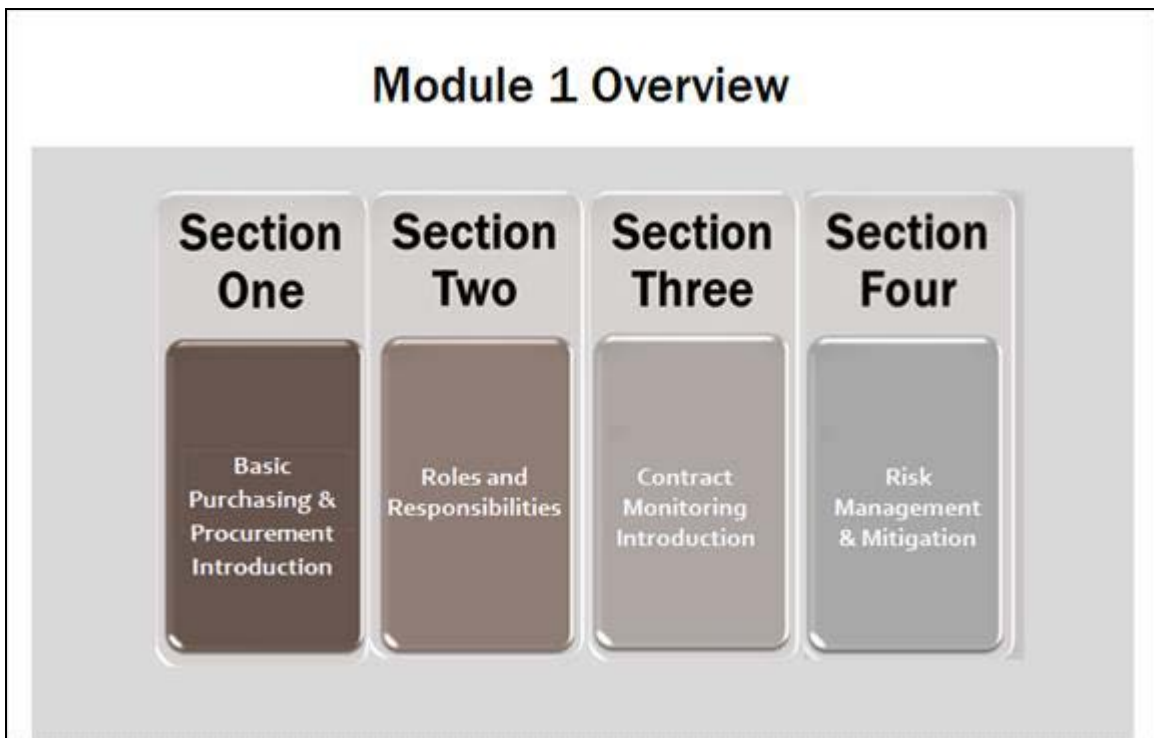 Module 1 Overview
Section
One
Basic
Purchasing &
Procurement
Introduction
Section
Two
Roles and
Responsibilities
Section
Three
Contract
Monitoring
Introduction
Section
Four
Risk
Management
& Mitigation